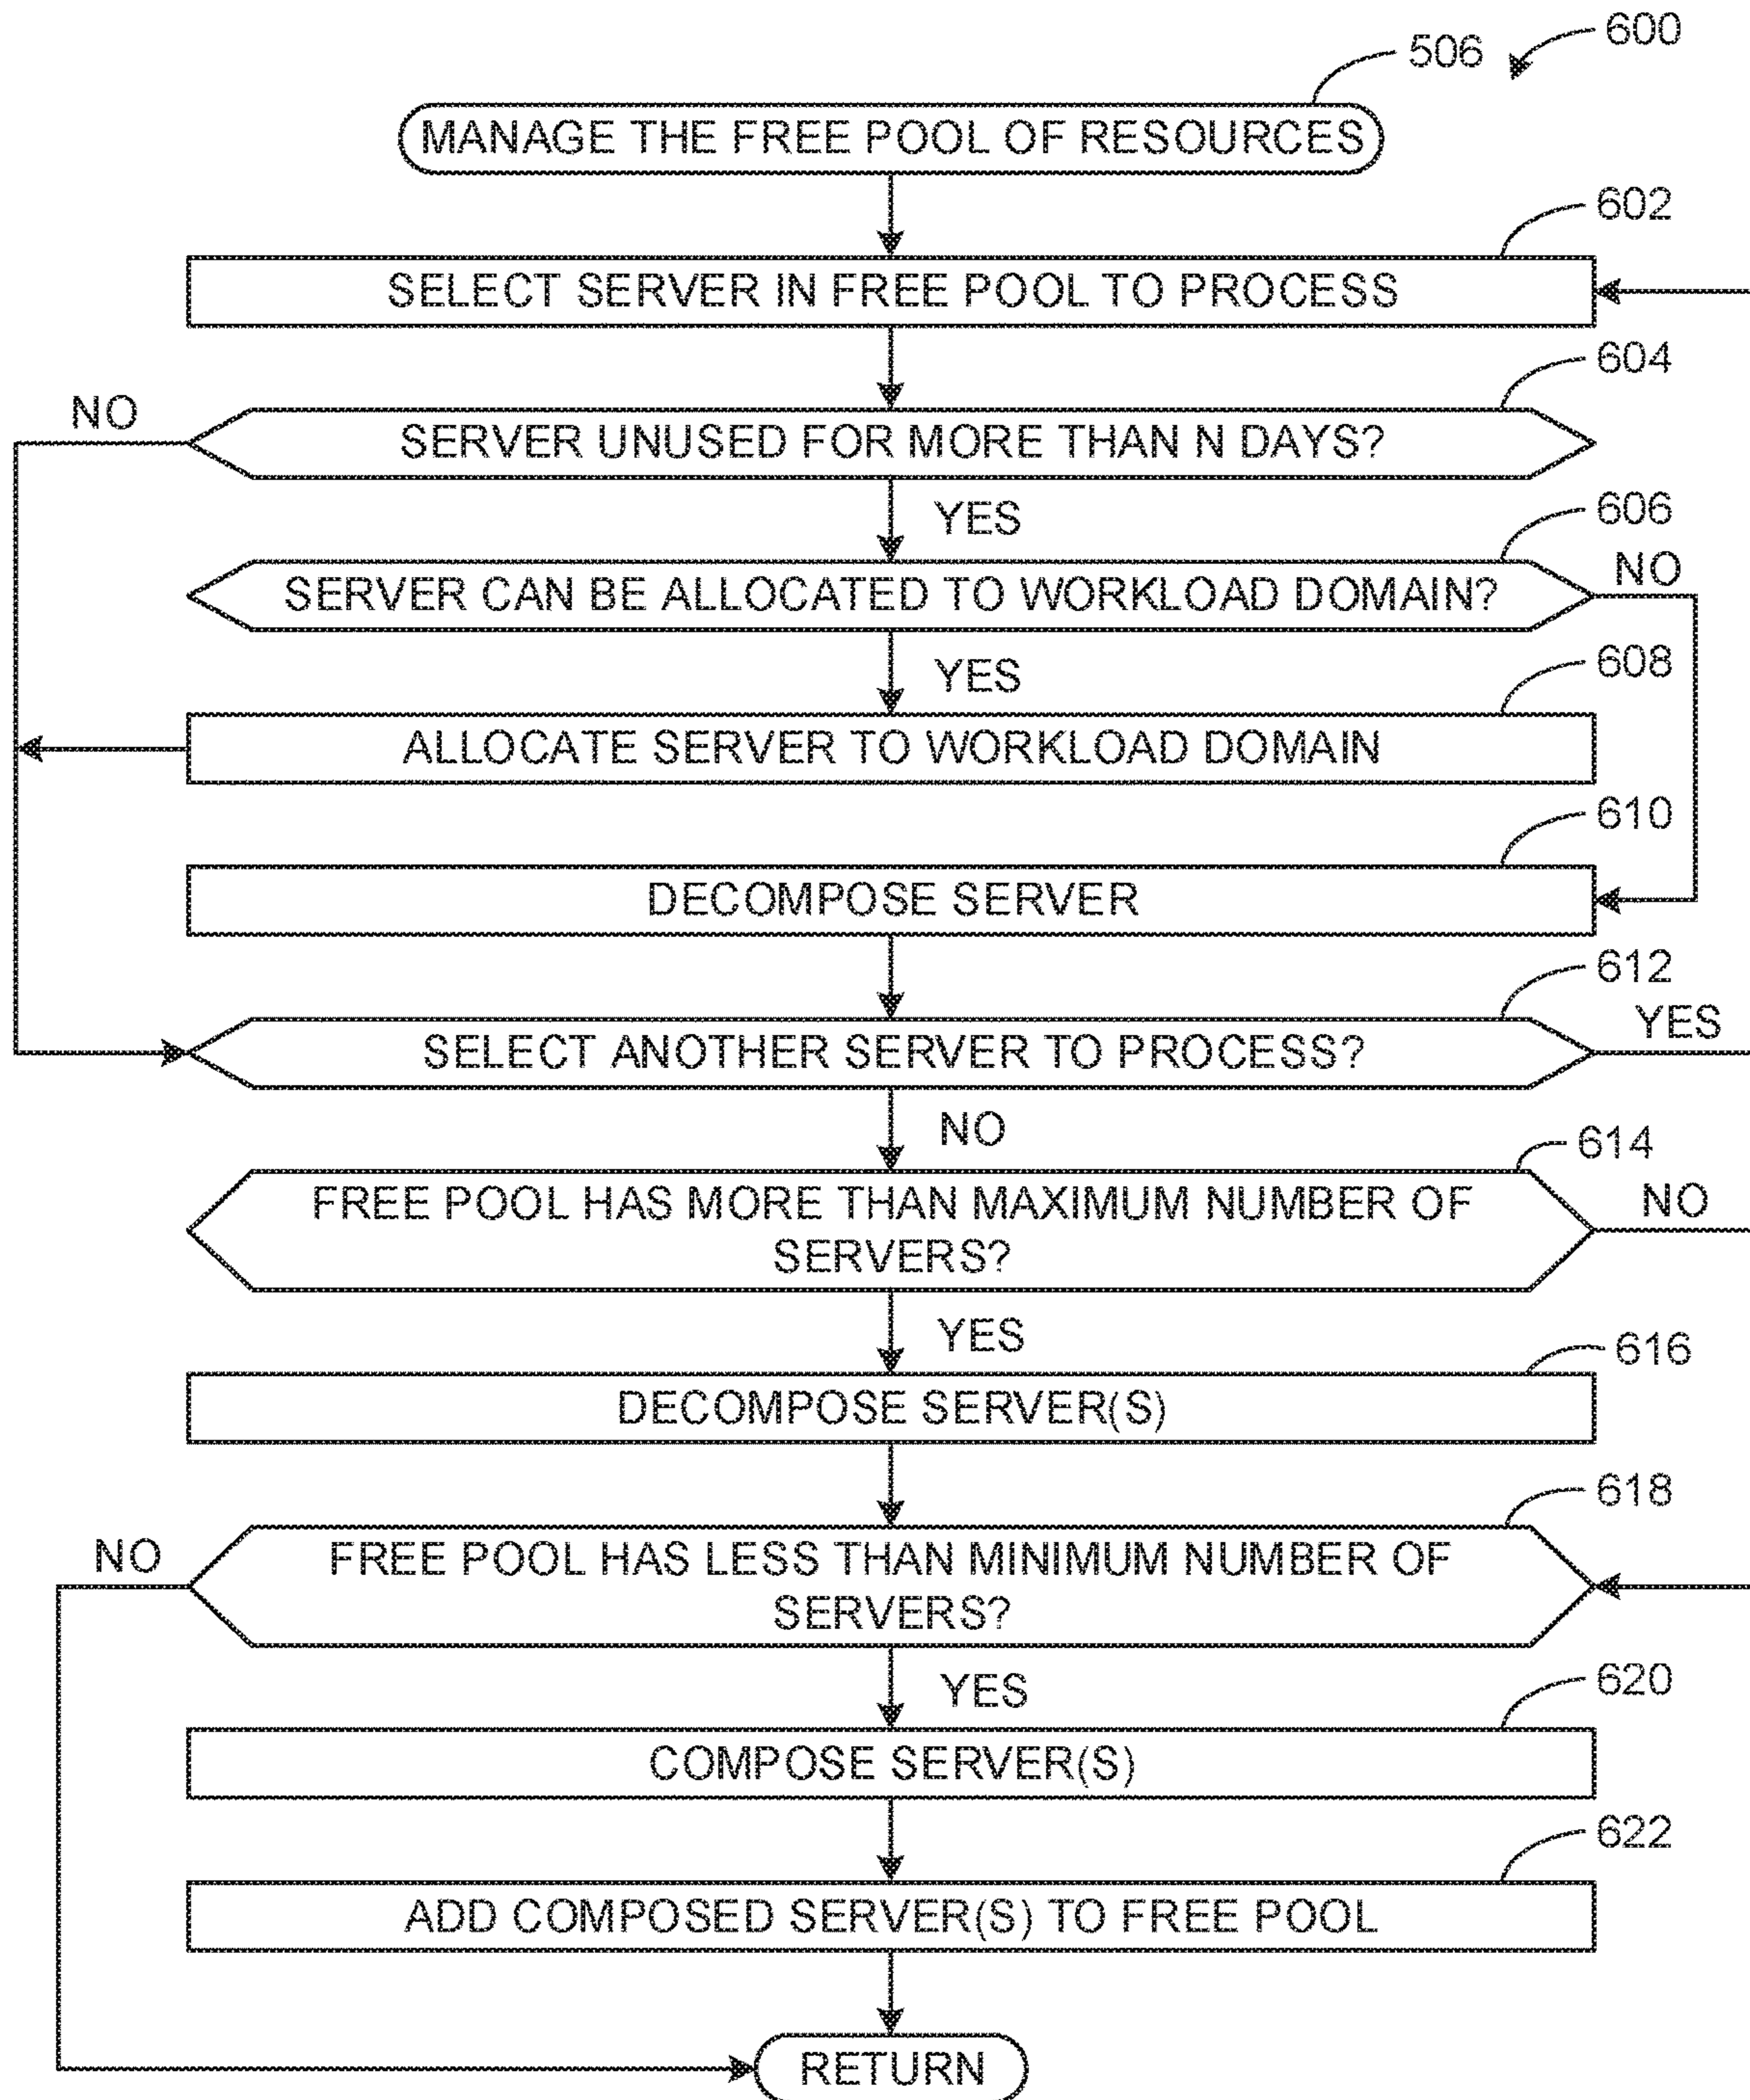 600
506
MANAGE THE FREE POOL OF RESOURCES
602
SELECT SERVER IN FREE POOL TO PROCESS
604
NO
SERVER UNUSED FOR MORE THAN N DAYS?
YES
606
SERVER CAN BE ALLOCATED TO WORKLOAD DOMAIN?
NO
YES
608
ALLOCATE SERVER TO WORKLOAD DOMAIN
610
DECOMPOSE SERVER
612
SELECT ANOTHER SERVER TO PROCESS?
YES
NO
614
FREE POOL HAS MORE THAN MAXIMUM NUMBER OF
SERVERS?
NO
YES
616
DECOMPOSE SERVER(S)
618
NO
FREE POOL HAS LESS THAN MINIMUM NUMBER OF
SERVERS?
YES
620
COMPOSE SERVER(S)
622
ADD COMPOSED SERVER(S) TO FREE POOL
RETURN